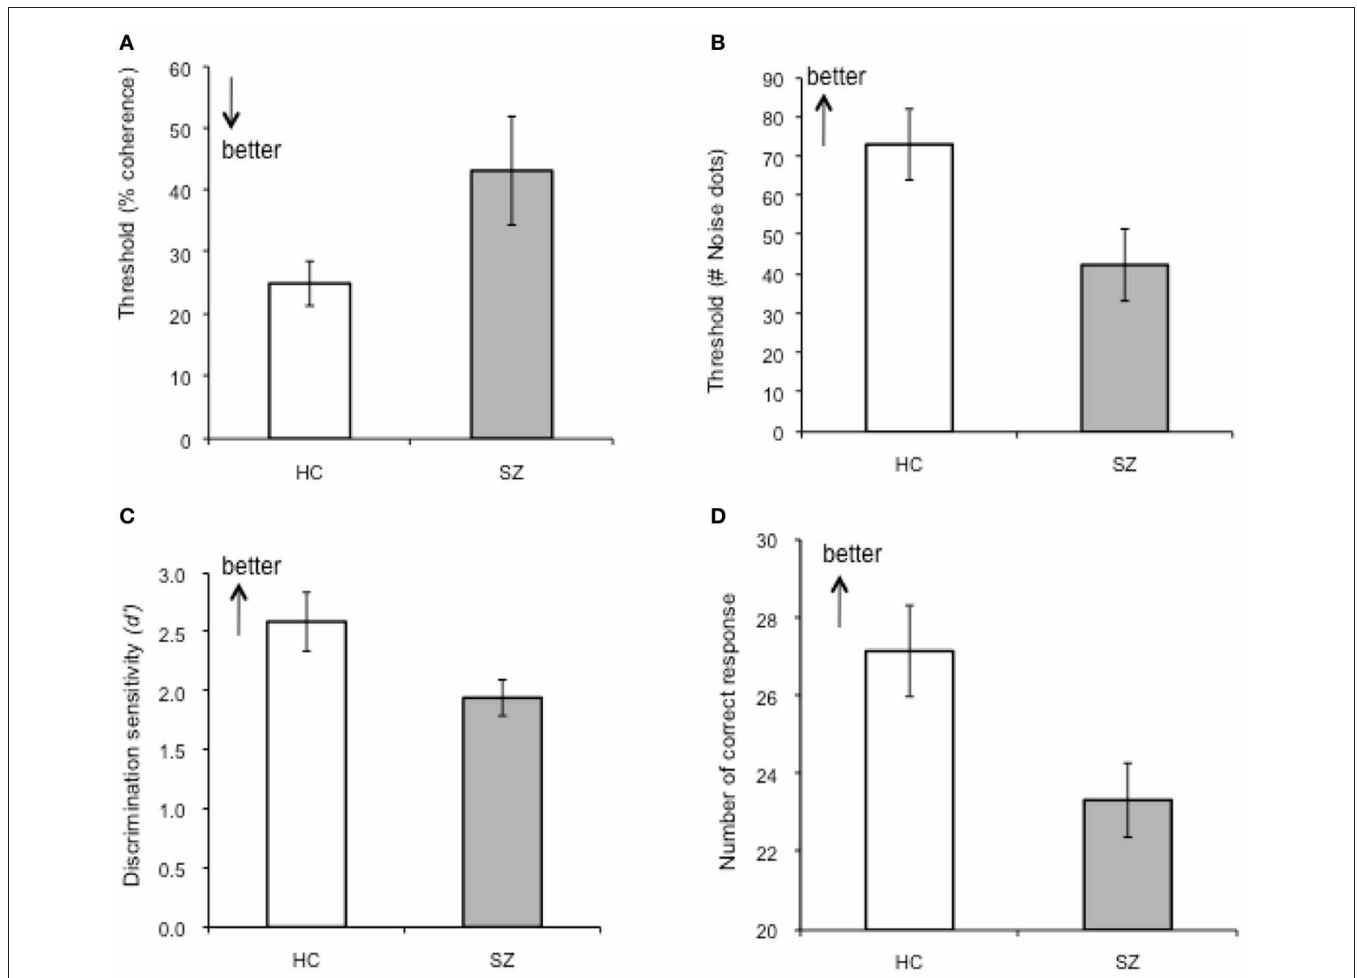 A
Threshold (% coherence)
60
50
40
30
20
10
0
better
HC
SZ
B
Threshold (# Noise dots)
90
80
70
60
50
40
30
20
10
0
better
HC
SZ
C
Discrimination sensitivity (d')
3.0
2.5
2.0
1.5
1.0
0.5
0.0
better
HC
SZ
D
Number of correct response
30
28
26
24
22
20
better
HC
SZ